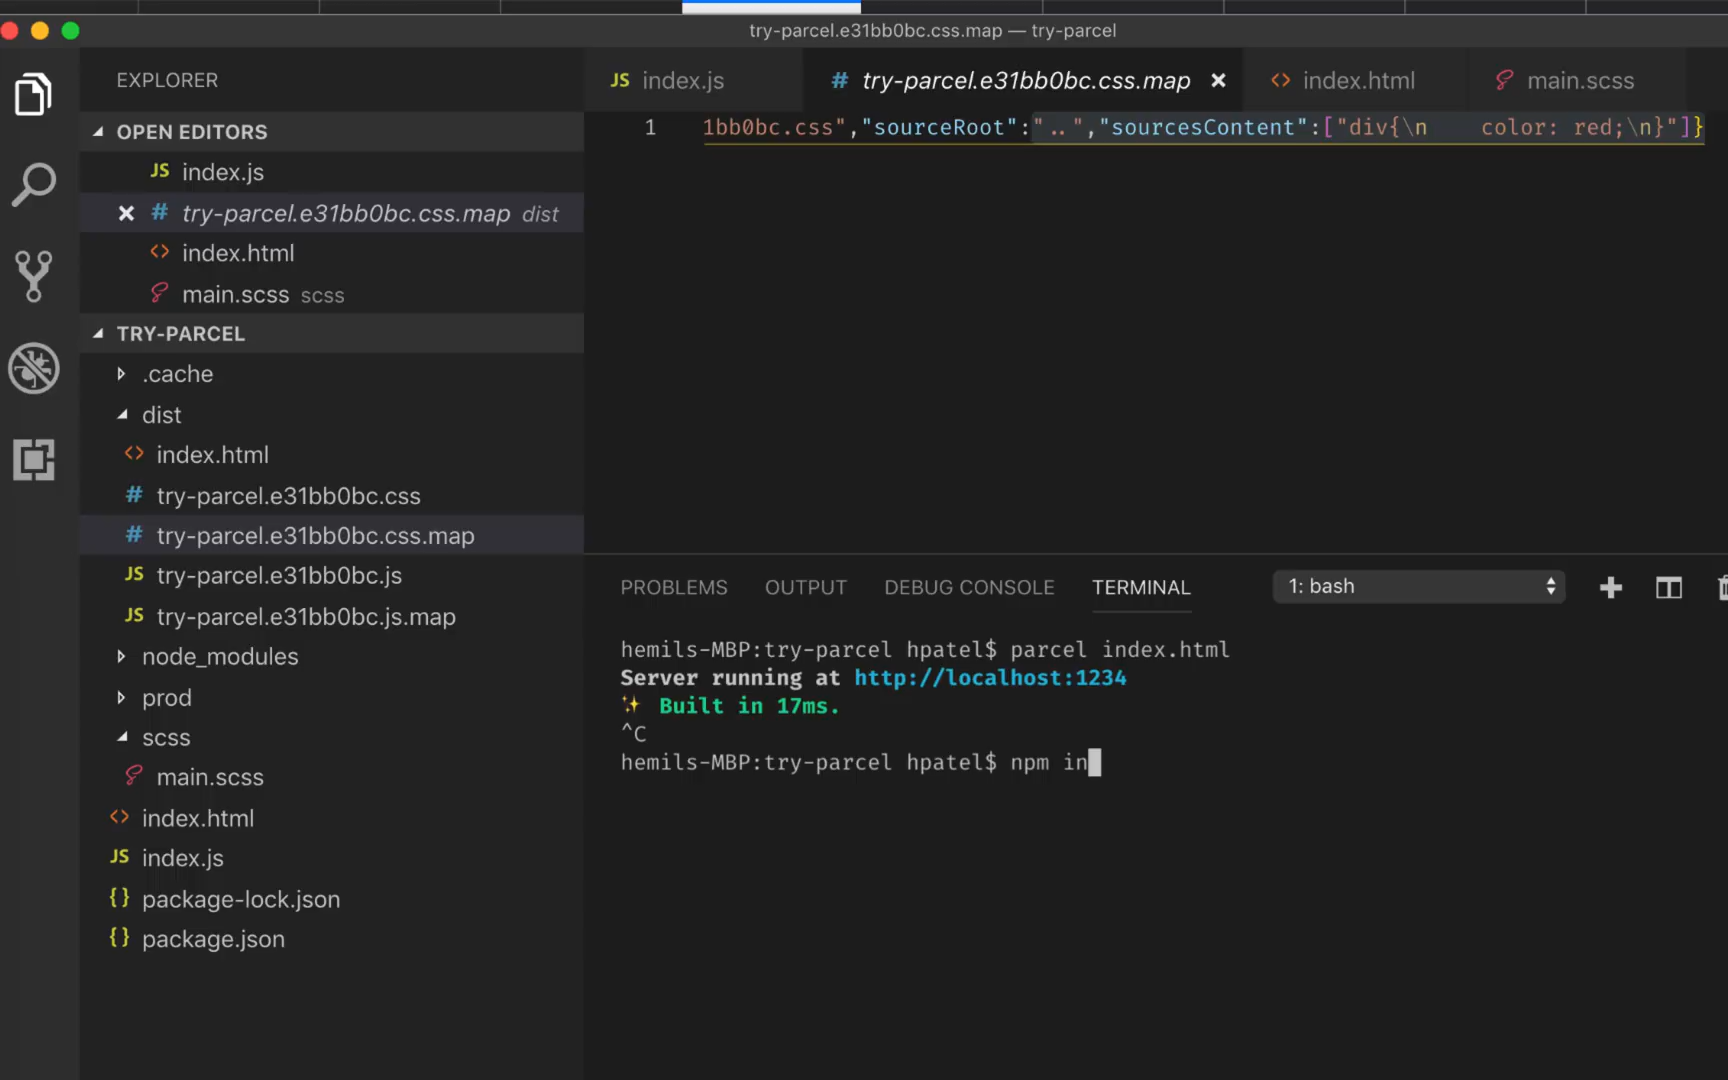 try-parcel.e31bb0bc.css.map — try-parcel
EXPLORER
OPEN EDITORS
JS index.js
# try-parcel.e31bb0bc.css.map dist
<> index.html
main.scss scss
TRY-PARCEL
.cache
dist
<> index.html
# try-parcel.e31bb0bc.css
# try-parcel.e31bb0bc.css.map
JS try-parcel.e31bb0bc.js
JS try-parcel.e31bb0bc.js.map
node_modules
prod
scss
main.scss
<> index.html
JS index.js
{} package-lock.json
{} package.json
JS index.js # try-parcel.e31bb0bc.css.map <> index.html main.scss
1 1bb0bc.css","sourceRoot":"..","sourcesContent":["div{\n    color: red;\n}"]}
PROBLEMS OUTPUT DEBUG CONSOLE TERMINAL 1: bash
hemils-MBP:try-parcel hpatel$ parcel index.html
Server running at http://localhost:1234
✨ Built in 17ms.
^C
hemils-MBP:try-parcel hpatel$ npm in